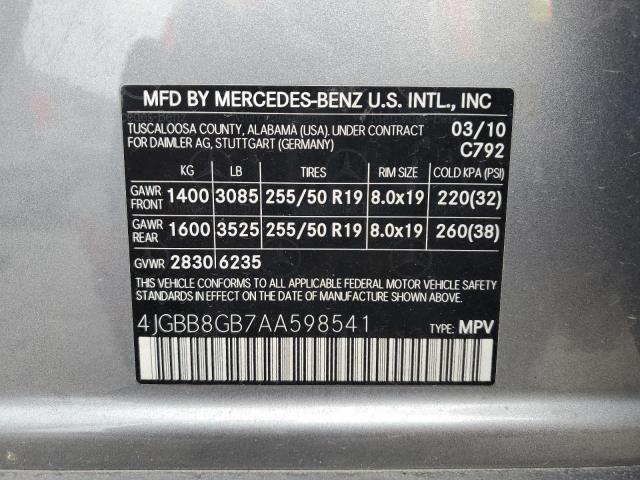 MFD BY MERCEDES-BENZ U.S. INTL., INC
TUSCALOOSA COUNTY, ALABAMA (USA). UNDER CONTRACT 03/10
FOR DAIMLER AG, STUTTGART (GERMANY) C792
KG LB TIRES RIM SIZE COLD KPA (PSI)
GAWR FRONT 1400 3085 255/50 R19 8.0x19 220(32)
GAWR REAR 1600 3525 255/50 R19 8.0x19 260(38)
GVWR 2830 6235
THIS VEHICLE CONFORMS TO ALL APPLICABLE FEDERAL MOTOR VEHICLE SAFETY
STANDARDS IN EFFECT ON THE DATE OF MANUFACTURE SHOWN ABOVE.
4JGBB8GB7AA598541 TYPE: MPV